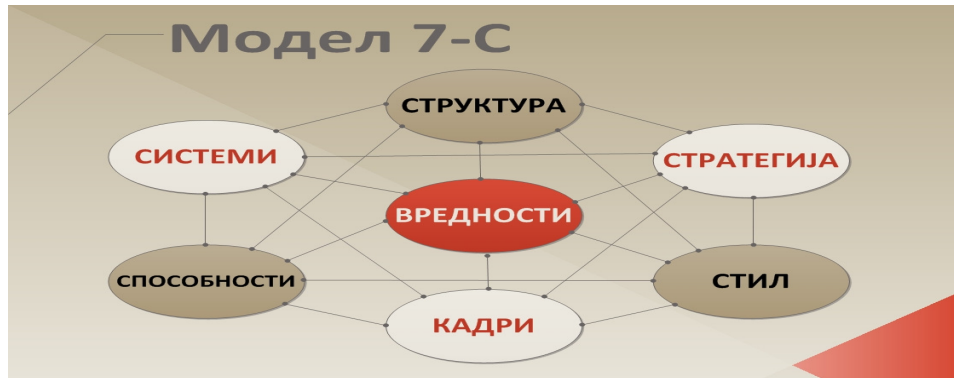 Модел 7-С
СТРУКТУРА
СИСТЕМИ
СТРАТЕГИЈА
ВРЕДНОСТИ
СПОСОБНОСТИ
СТИЛ
КАДРИ